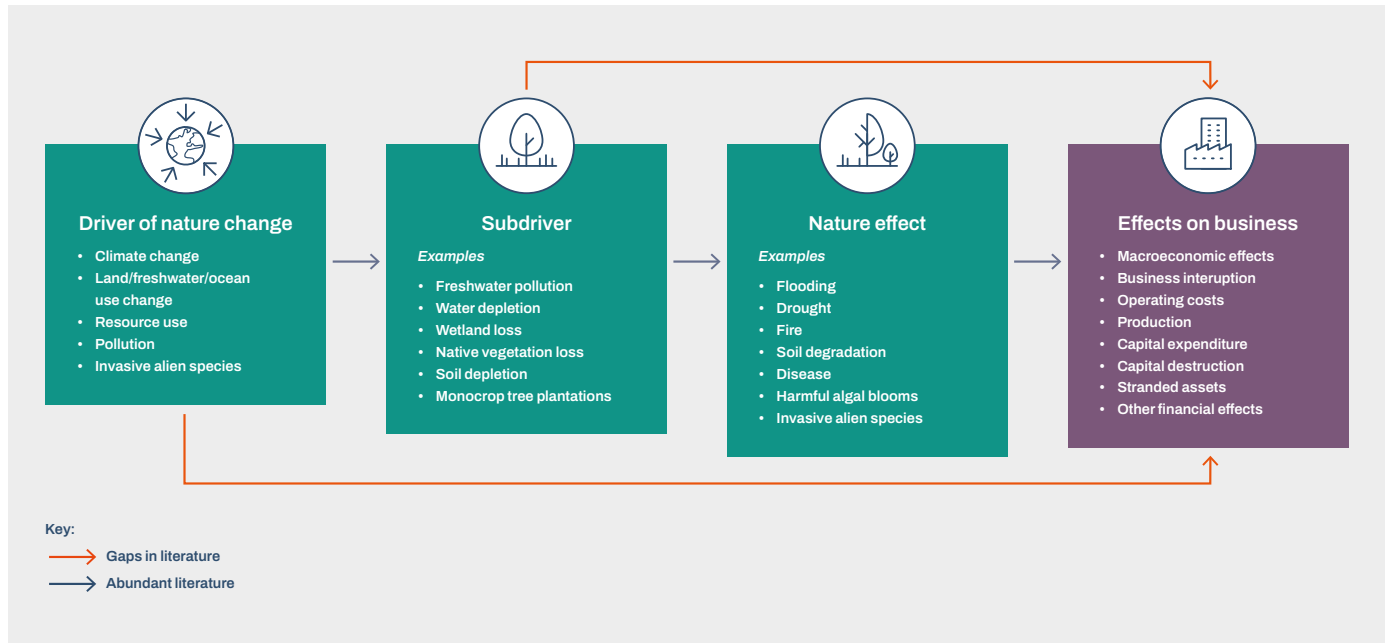 Driver of nature change
• Climate change
• Land/freshwater/ocean
use change
• Resource use
• Pollution
• Invasive alien species
Subdriver
Examples
• Freshwater pollution
• Water depletion
• Wetland loss
• Native vegetation loss
• Soil depletion
• Monocrop tree plantations
Nature effect
Examples
• Flooding
• Drought
• Fire
• Soil degradation
• Disease
• Harmful algal blooms
• Invasive alien species
Effects on business
• Macroeconomic effects
• Business interuption
• Operating costs
• Production
• Capital expenditure
• Capital destruction
• Stranded assets
• Other financial effects
Key:
Gaps in literature
Abundant literature